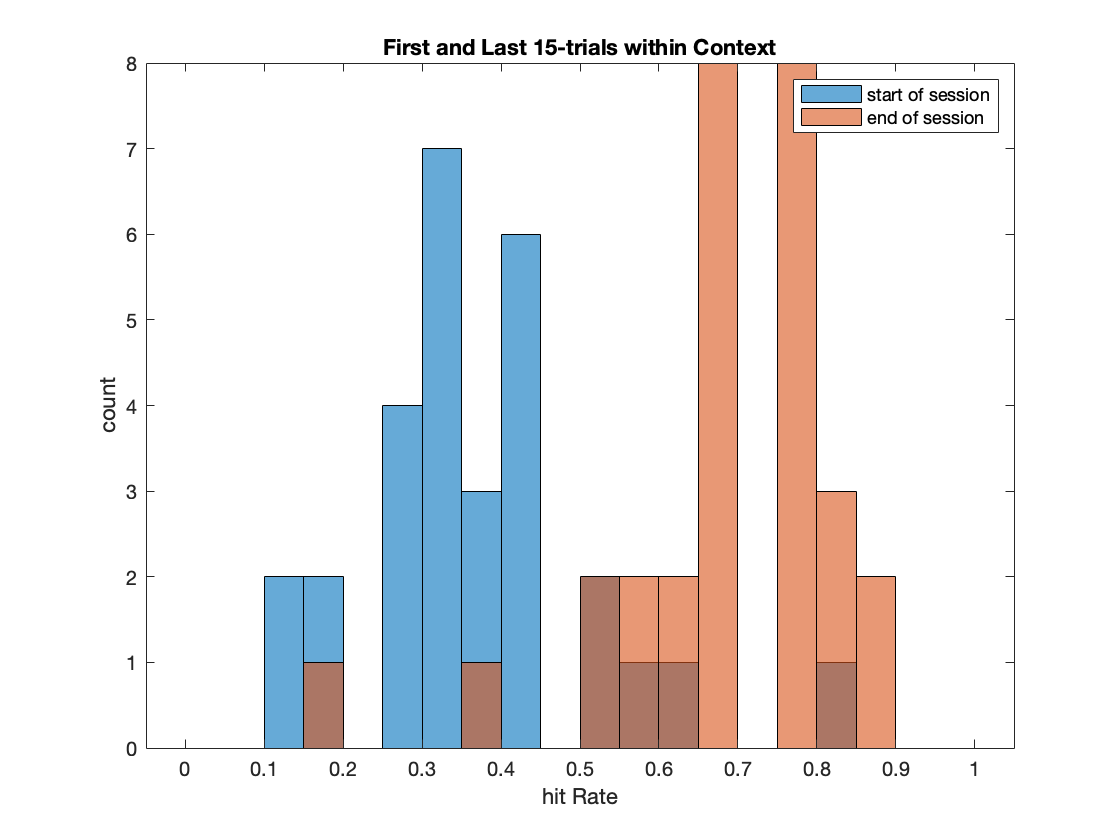 First and Last 15-trials within Context
start of session
end of session
count
8
7
6
5
4
3
2
1
0
0 0.1 0.2 0.3 0.4 0.5 0.6 0.7 0.8 0.9 1
hit Rate